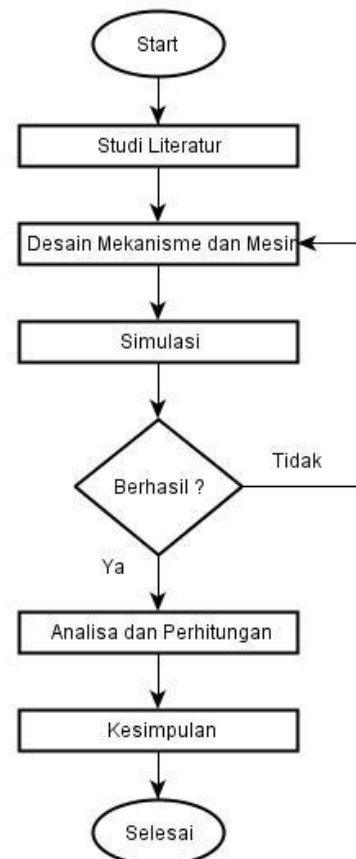 Start
Studi Literatur
Desain Mekanisme dan Mesin
Simulasi
Berhasil ?
Tidak
Ya
Analisa dan Perhitungan
Kesimpulan
Selesai